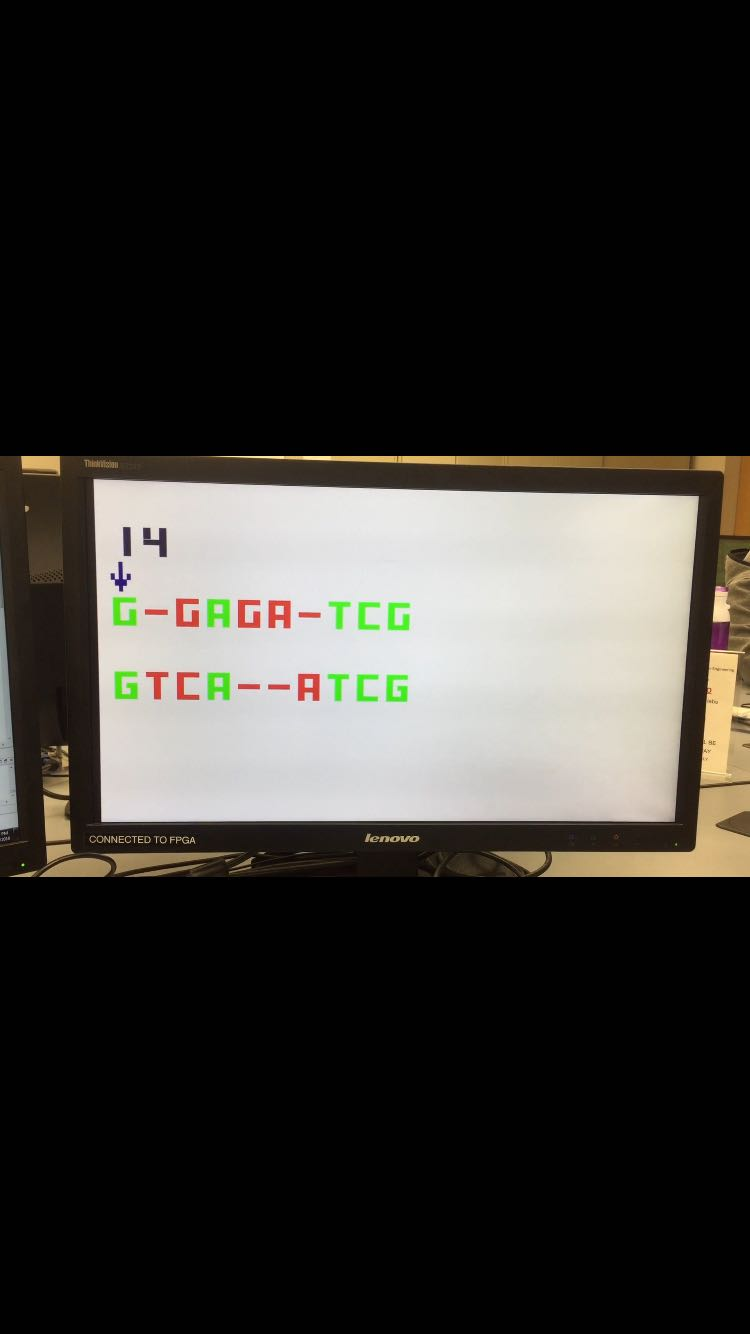 ThinkVision
14
G-GAGA-TCG
GTCA--ATCG
CONNECTED TO FPGA
lenovo